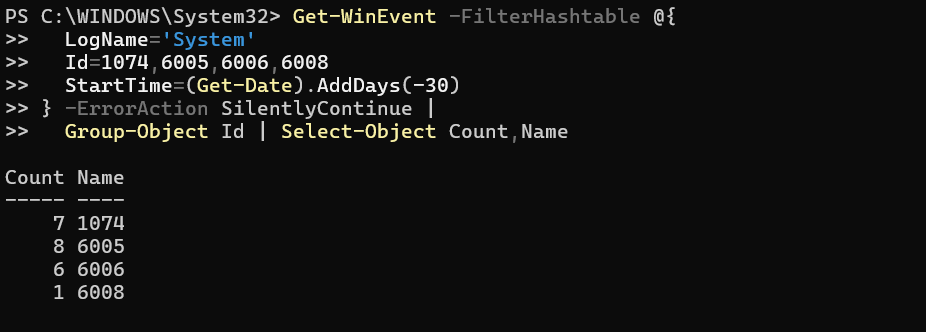 PS C:\WINDOWS\System32> Get-WinEvent -FilterHashtable @{
>>   LogName='System'
>>   Id=1074,6005,6006,6008
>>   StartTime=(Get-Date).AddDays(-30)
>> } -ErrorAction SilentlyContinue |
>>   Group-Object Id | Select-Object Count,Name

Count Name
----- ----
    7 1074
    8 6005
    6 6006
    1 6008